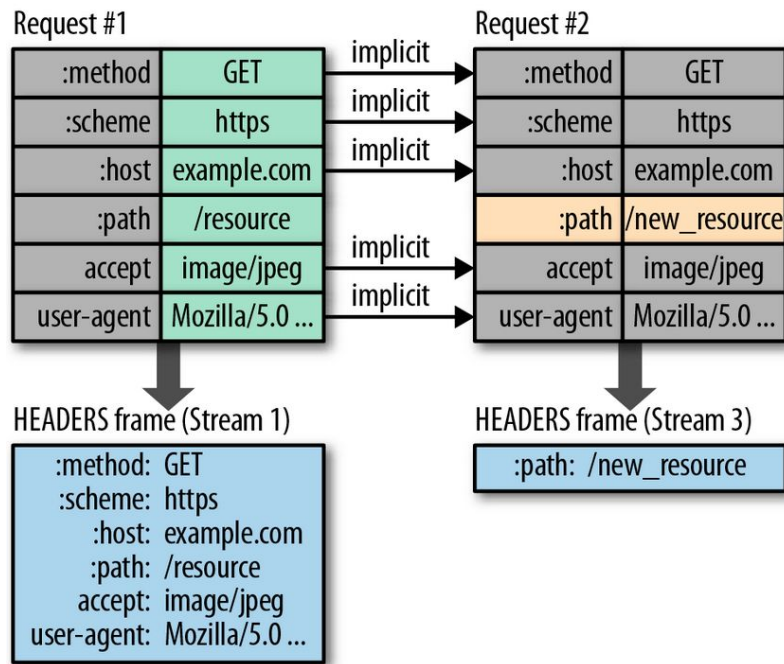 Request #1
:method GET
:scheme https
:host example.com
:path /resource
accept image/jpeg
user-agent Mozilla/5.0 ...
implicit
implicit
implicit
implicit
implicit
Request #2
:method GET
:scheme https
:host example.com
:path /new_resource
accept image/jpeg
user-agent Mozilla/5.0 ...
HEADERS frame (Stream 1)
:method: GET
:scheme: https
:host: example.com
:path: /resource
accept: image/jpeg
user-agent: Mozilla/5.0 ...
HEADERS frame (Stream 3)
:path: /new_resource